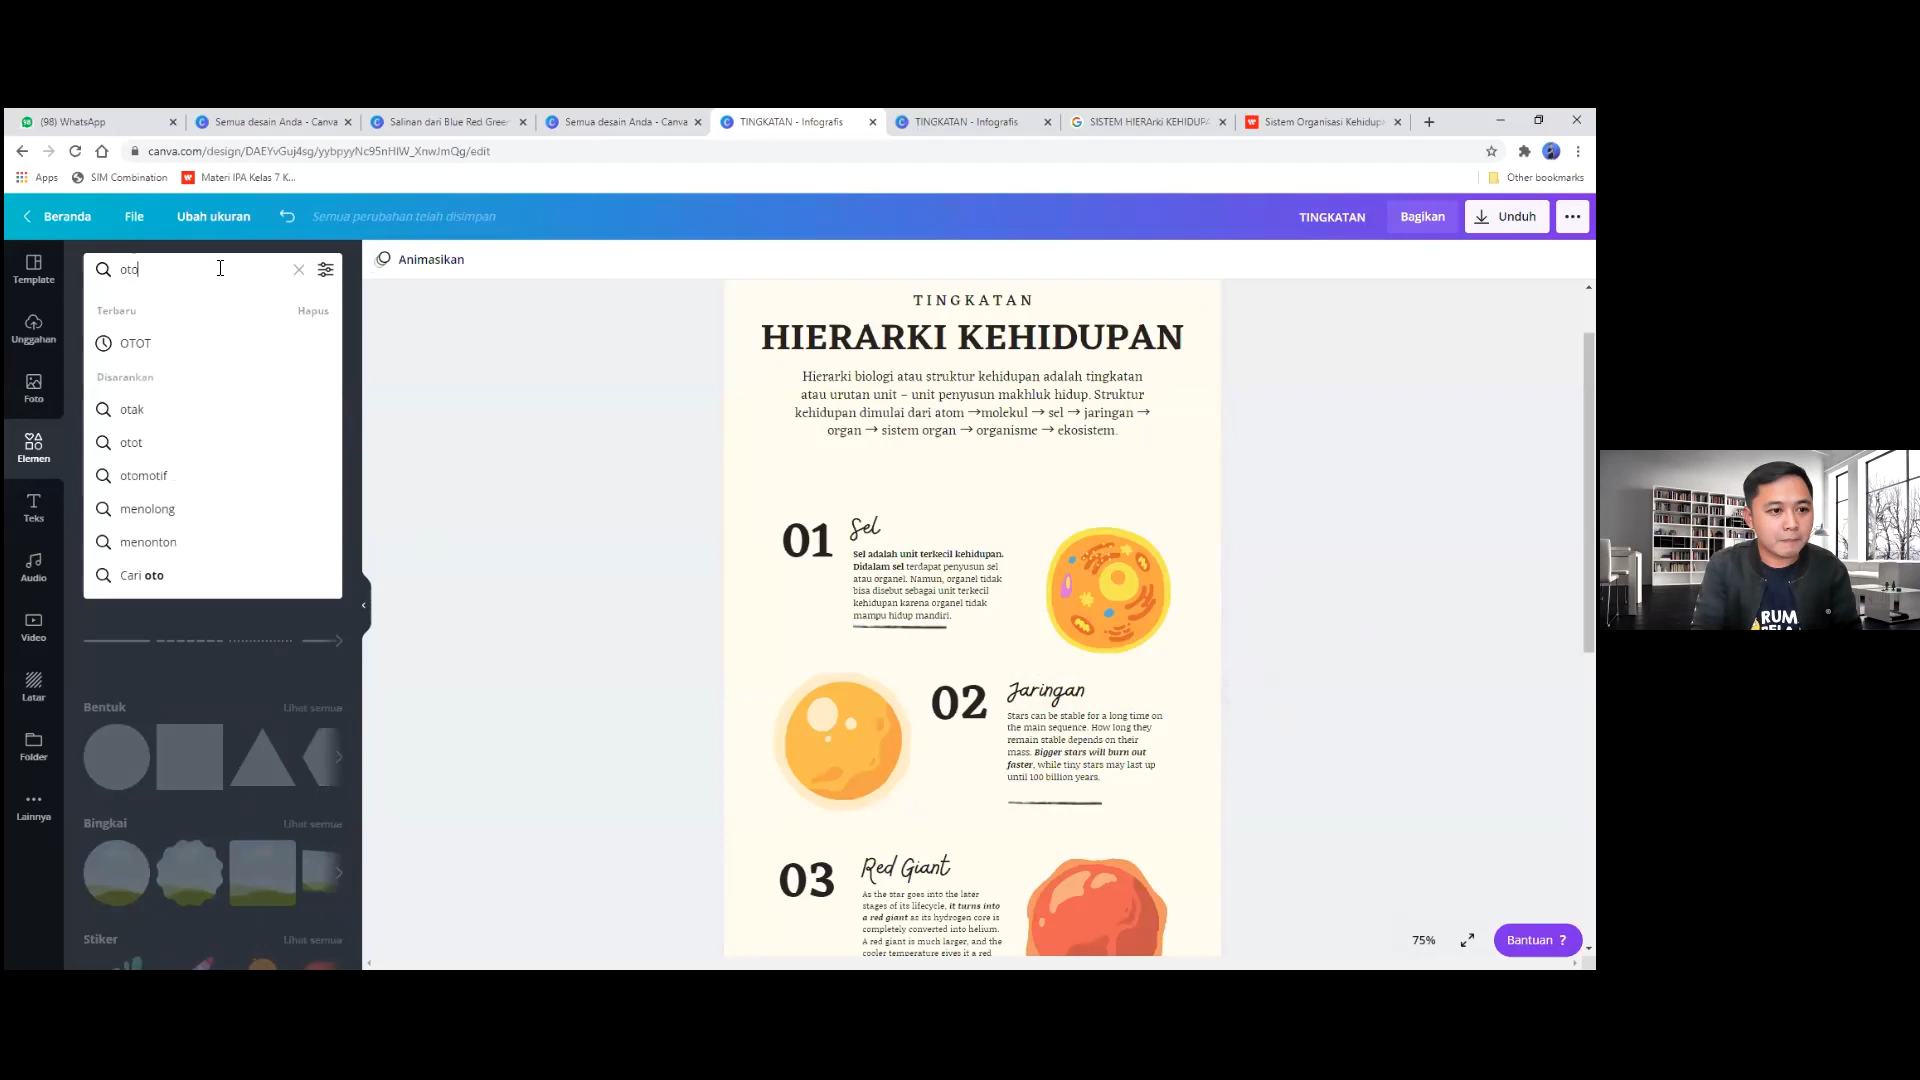 (98) WhatsApp
Semua desain Anda - Canva
Salinan dari Blue Red Green
Semua desain Anda - Canva
TINGKATAN - Infografis
TINGKATAN - Infografis
SISTEM HIERArki KEHIDUPA
Sistem Organisasi Kehidup
canva.com/design/DAEYvGuj4sg/yybpyyNc95nHIW_XnwJmQg/edit
Apps
SIM Combination
Materi IPA Kelas 7 K...
Other bookmarks
Beranda
File
Ubah ukuran
Semua perubahan telah disimpan
TINGKATAN
Bagikan
Unduh
Template
Unggahan
Foto
Elemen
Teks
Audio
Video
Latar
Folder
Lainnya
oto
Terbaru
Hapus
OTOT
Disarankan
otak
otot
otomotif
menolong
menonton
Cari oto
Bentuk
Lihat semua
Bingkai
Lihat semua
Stiker
Lihat semua
Animasikan
TINGKATAN
HIERARKI KEHIDUPAN
Hierarki biologi atau struktur kehidupan adalah tingkatan
atau urutan unit – unit penyusun makhluk hidup. Struktur
kehidupan dimulai dari atom →molekul → sel → jaringan →
organ → sistem organ → organisme → ekosistem.
01
Sel
Sel adalah unit terkecil kehidupan.
Didalam sel terdapat penyusun sel
atau organel. Namun, organel tidak
bisa disebut sebagai unit terkecil
kehidupan karena organel tidak
mampu hidup mandiri.
02
Jaringan
Stars can be stable for a long time on
the main sequence. How long they
remain stable depends on their
mass. Bigger stars will burn out
faster, while tiny stars may last up
until 100 billion years.
03
Red Giant
As the star goes into the later
stages of its lifecycle, it turns into
a red giant as its hydrogen core is
completely converted into helium.
A red giant is much larger, and the
cooler temperature gives it a red
75%
Bantuan ?
RUM